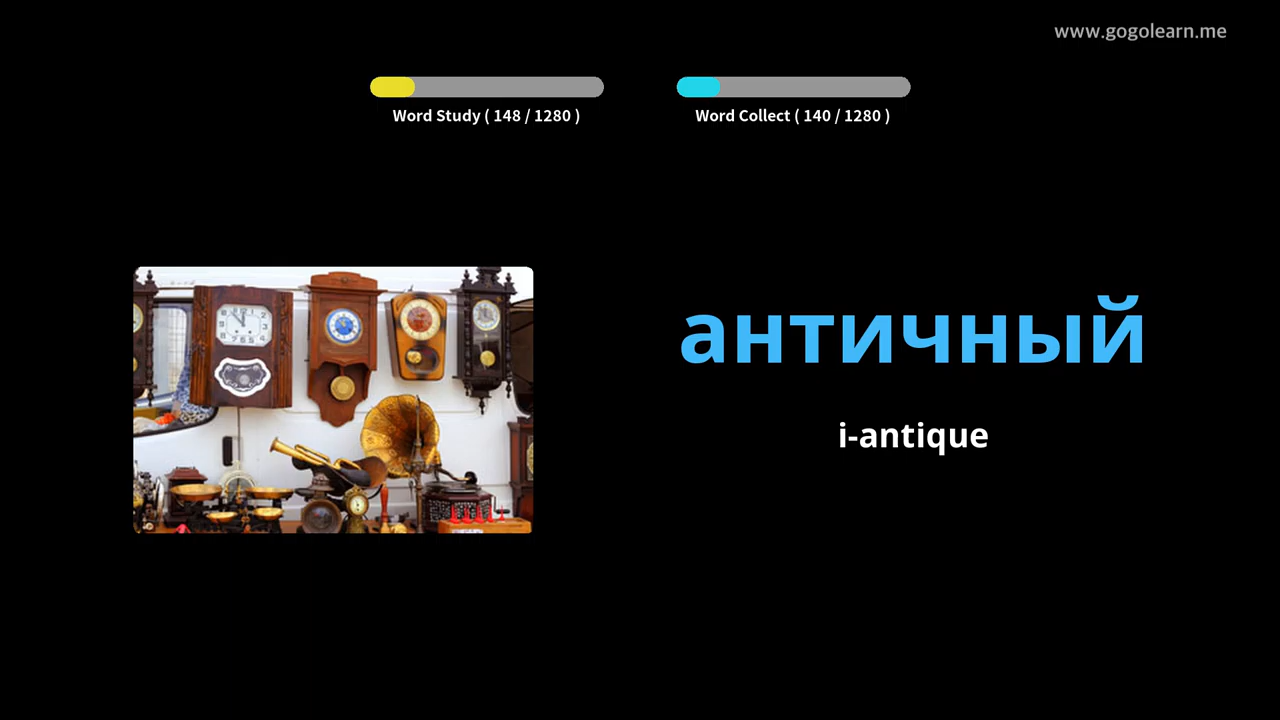 www.gogolearn.me
Word Study ( 148 / 1280 )
Word Collect ( 140 / 1280 )
античный
i-antique